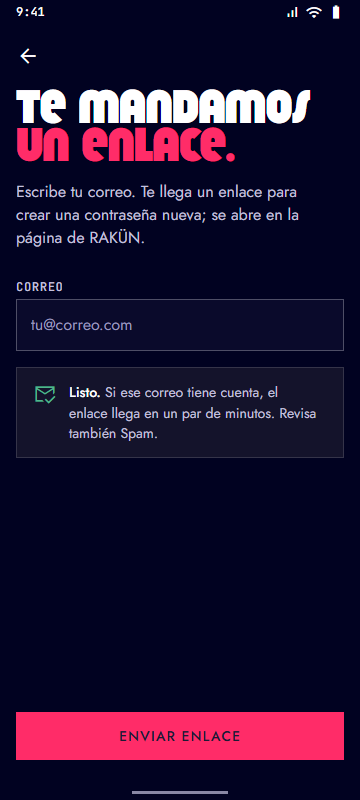 9:41
Te mandamos
un enlace.
Escribe tu correo. Te llega un enlace para
crear una contraseña nueva; se abre en la
página de RAKÜN.
CORREO
tu@correo.com
Listo. Si ese correo tiene cuenta, el
enlace llega en un par de minutos. Revisa
también Spam.
ENVIAR ENLACE